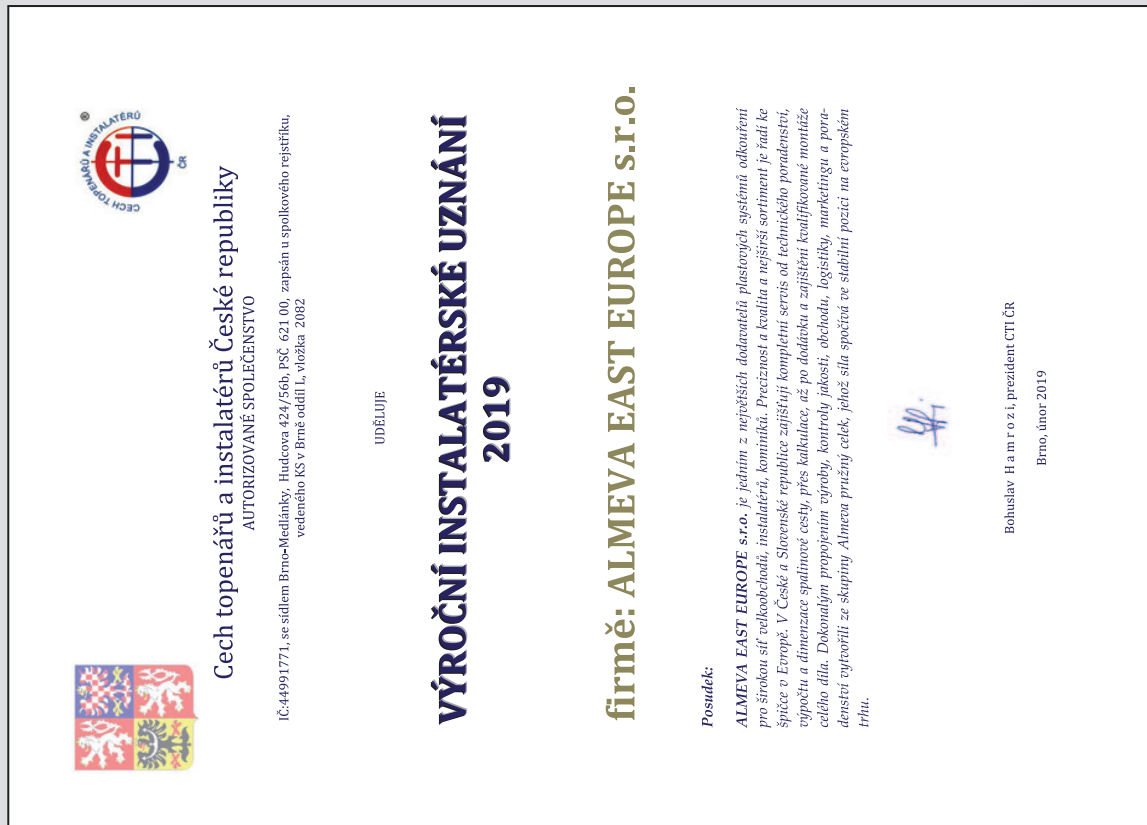 CECH TOPENÁŘŮ A INSTALATÉRŮ ČR ®
Cech topenářů a instalatérů České republiky
AUTORIZOVANÉ SPOLEČENSTVO
IČ:44991771, se sídlem Brno-Medlánky, Hudcova 424/56b, PSČ 621 00, zapsán u spolkového rejstříku,
vedeného KS v Brně oddíl L, vložka 2082
UDĚLUJE
VÝROČNÍ INSTALATÉRSKÉ UZNÁNÍ
2019
firmě: ALMEVA EAST EUROPE s.r.o.
Posudek:
ALMEVA EAST EUROPE s.r.o. je jedním z největších dodavatelů plastových systémů odkouření
pro širokou síť velkoobchodů, instalatérů, kominíků. Preciznost a kvalita a nejširší sortiment je řadí ke
špičce v Evropě. V České a Slovenské republice zajišťují kompletní servis od technického poradenství,
výpočtu a dimenzace spalinové cesty, přes kalkulace, až po dodávku a zajištění kvalifikované montáže
celého díla. Dokonalým propojením výroby, kontroly jakosti, obchodu, logistiky, marketingu a pora-
denství vytvořili ze skupiny Almeva pružný celek, jehož síla spočívá ve stabilní pozici na evropském
trhu.
Bohuslav H a m r o z i, prezident CTI ČR
Brno, únor 2019